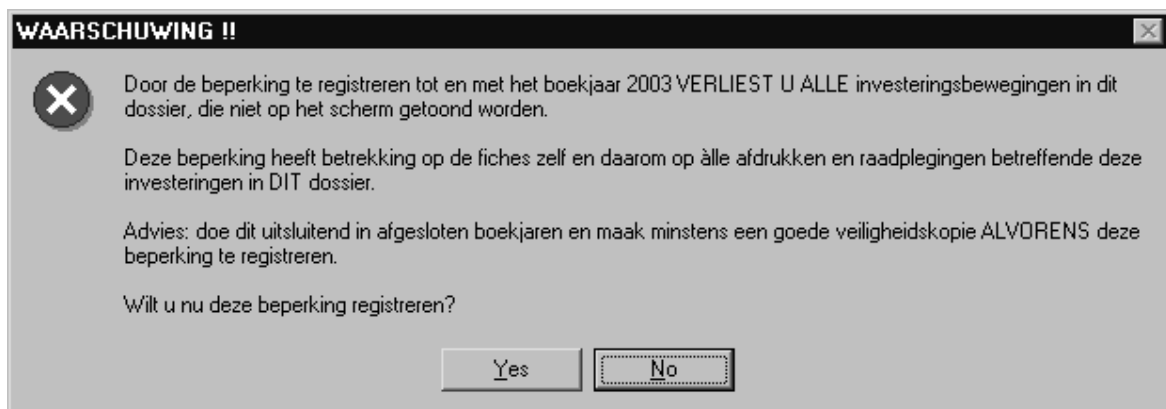 WAARSCHUWING !!
Door de beperking te registreren tot en met het boekjaar 2003 VERLIEST U ALLE investeringsbewegingen in dit
dossier, die niet op het scherm getoond worden.
Deze beperking heeft betrekking op de fiches zelf en daarom op àlle afdrukken en raadplegingen betreffende deze
investeringen in DIT dossier.
Advies: doe dit uitsluitend in afgesloten boekjaren en maak minstens een goede veiligheidskopie ALVORENS deze
beperking te registreren.
Wilt u nu deze beperking registreren?
Yes No